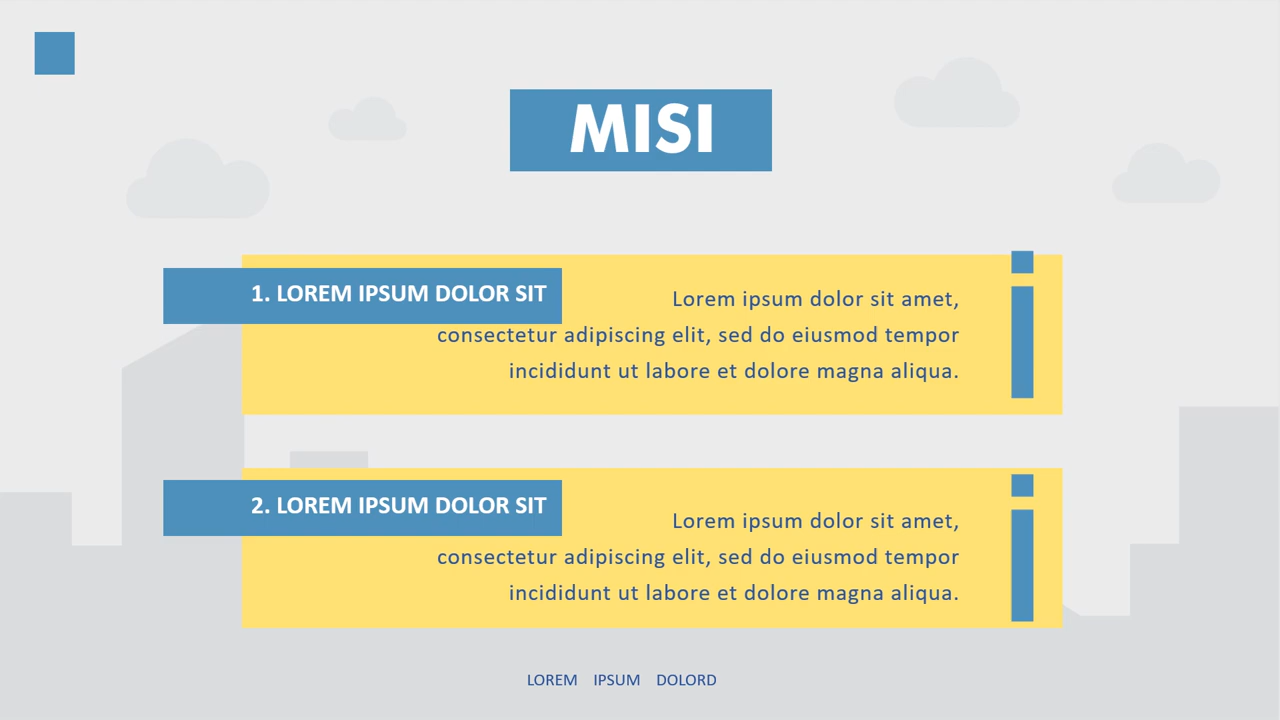 MISI
1. LOREM IPSUM DOLOR SIT
Lorem ipsum dolor sit amet,
consectetur adipiscing elit, sed do eiusmod tempor
incididunt ut labore et dolore magna aliqua.
2. LOREM IPSUM DOLOR SIT
Lorem ipsum dolor sit amet,
consectetur adipiscing elit, sed do eiusmod tempor
incididunt ut labore et dolore magna aliqua.
LOREM IPSUM DOLORD